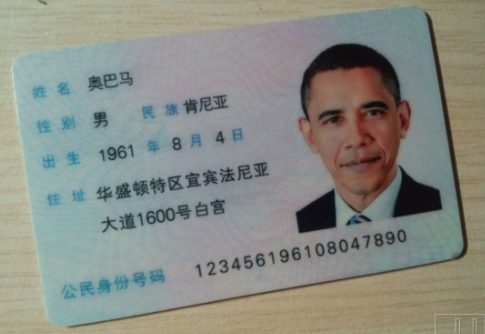 姓名 奥巴马
性别 男 民族 肯尼亚
出生 1961 年 8 月 4 日
住址 华盛顿特区宜宾法尼亚
大道1600号白宫
公民身份号码 123456196108047890